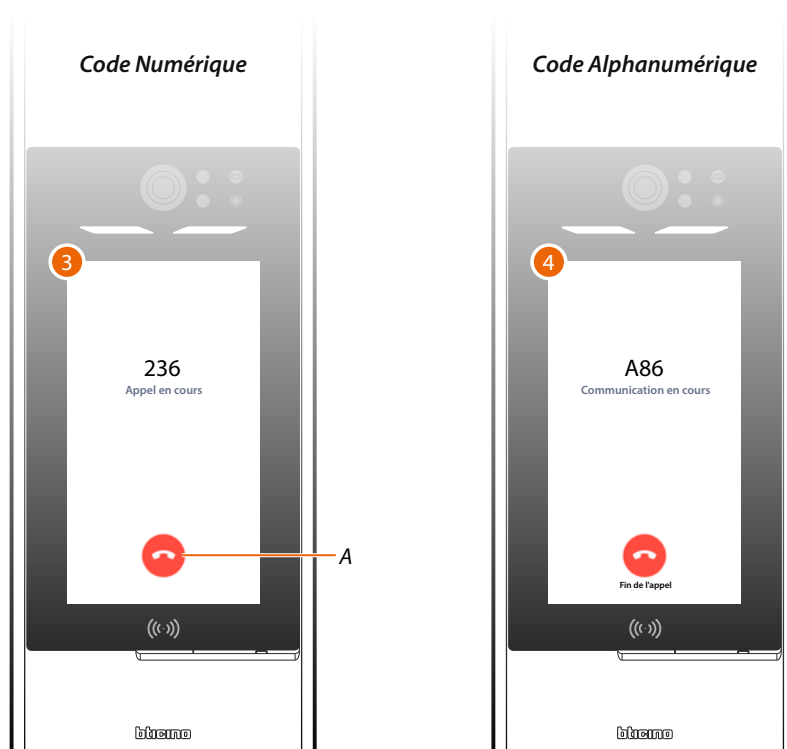 Code Numérique
3
236
Appel en cours
A
bticino
Code Alphanumérique
4
A86
Communication en cours
Fin de l'appel
bticino